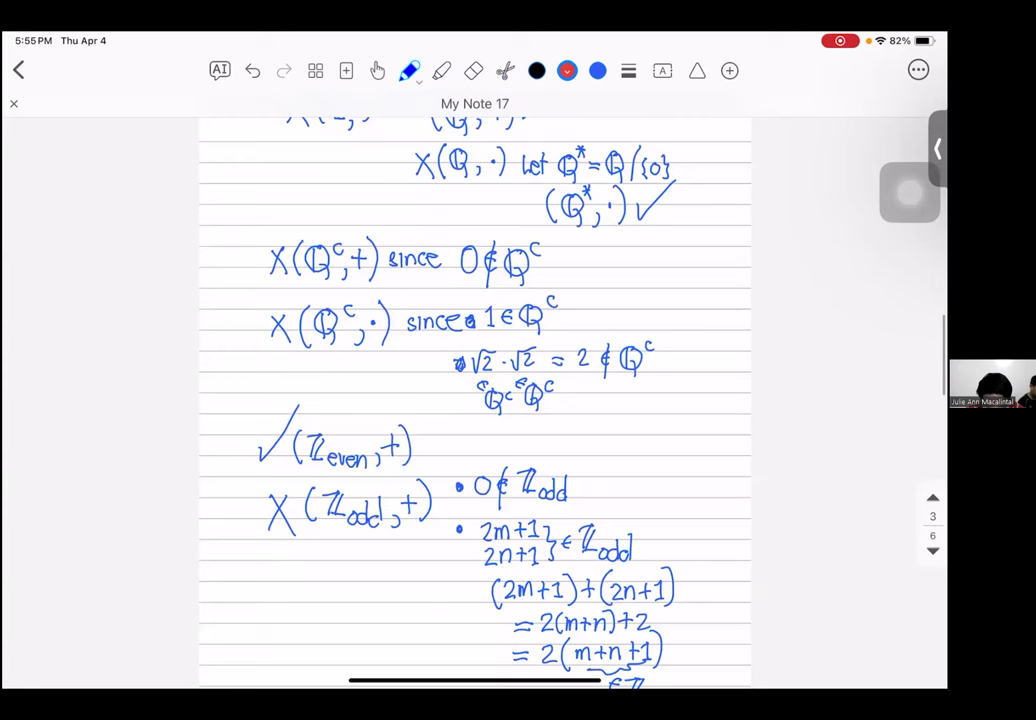 5:55 PM Thu Apr 4
82%
AI
A
My Note 17
X(ℚ, ·) Let ℚ* = ℚ/{0}
(ℚ*, ·) ✓
X(ℚᶜ, +) since 0 ∉ ℚᶜ
X(ℚᶜ, ·) since • 1 ∈ ℚᶜ
• √2 · √2 = 2 ∉ ℚᶜ
∈ℚᶜ ∈ℚᶜ
✓(ℤeven, +)
X(ℤodd, +) • 0 ∉ ℤodd
• 2m+1
2n+1 } ∈ ℤodd
(2m+1)+(2n+1)
= 2(m+n)+2
= 2(m+n+1)
∈ℤ
3
6
Julie Ann Macalintal